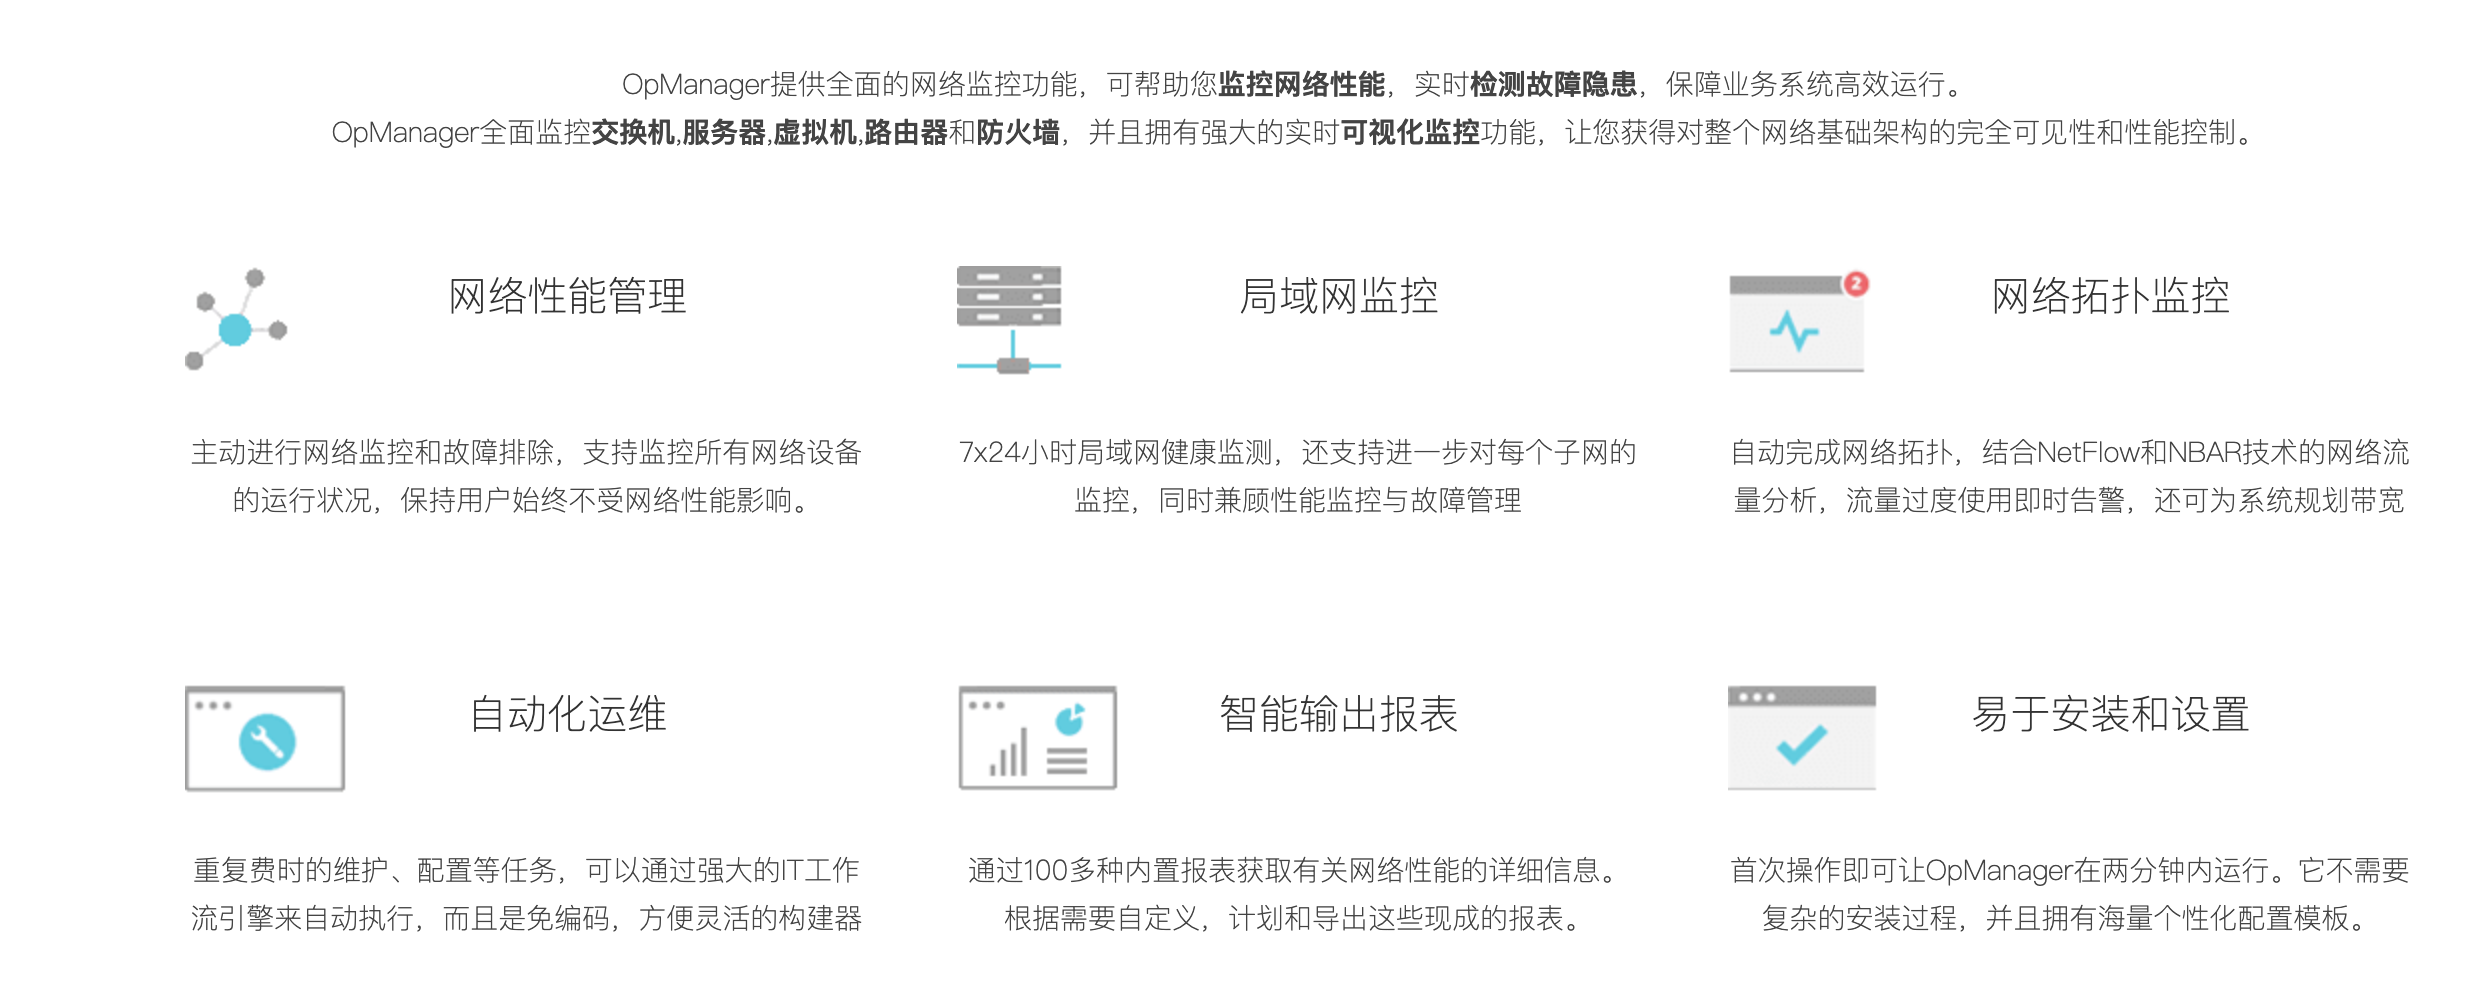 OpManager提供全面的网络监控功能，可帮助您监控网络性能，实时检测故障隐患，保障业务系统高效运行。
OpManager全面监控交换机,服务器,虚拟机,路由器和防火墙，并且拥有强大的实时可视化监控功能，让您获得对整个网络基础架构的完全可见性和性能控制。
网络性能管理
主动进行网络监控和故障排除，支持监控所有网络设备
的运行状况，保持用户始终不受网络性能影响。
局域网监控
7x24小时局域网健康监测，还支持进一步对每个子网的
监控，同时兼顾性能监控与故障管理
2
网络拓扑监控
自动完成网络拓扑，结合NetFlow和NBAR技术的网络流
量分析，流量过度使用即时告警，还可为系统规划带宽
自动化运维
重复费时的维护、配置等任务，可以通过强大的IT工作
流引擎来自动执行，而且是免编码，方便灵活的构建器
智能输出报表
通过100多种内置报表获取有关网络性能的详细信息。
根据需要自定义，计划和导出这些现成的报表。
易于安装和设置
首次操作即可让OpManager在两分钟内运行。它不需要
复杂的安装过程，并且拥有海量个性化配置模板。